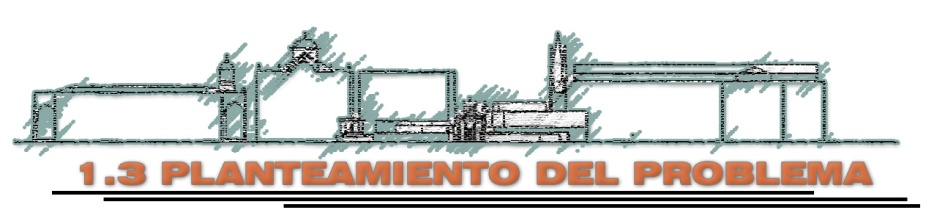 1.3 PLANTEAMIENTO DEL PROBLEMA